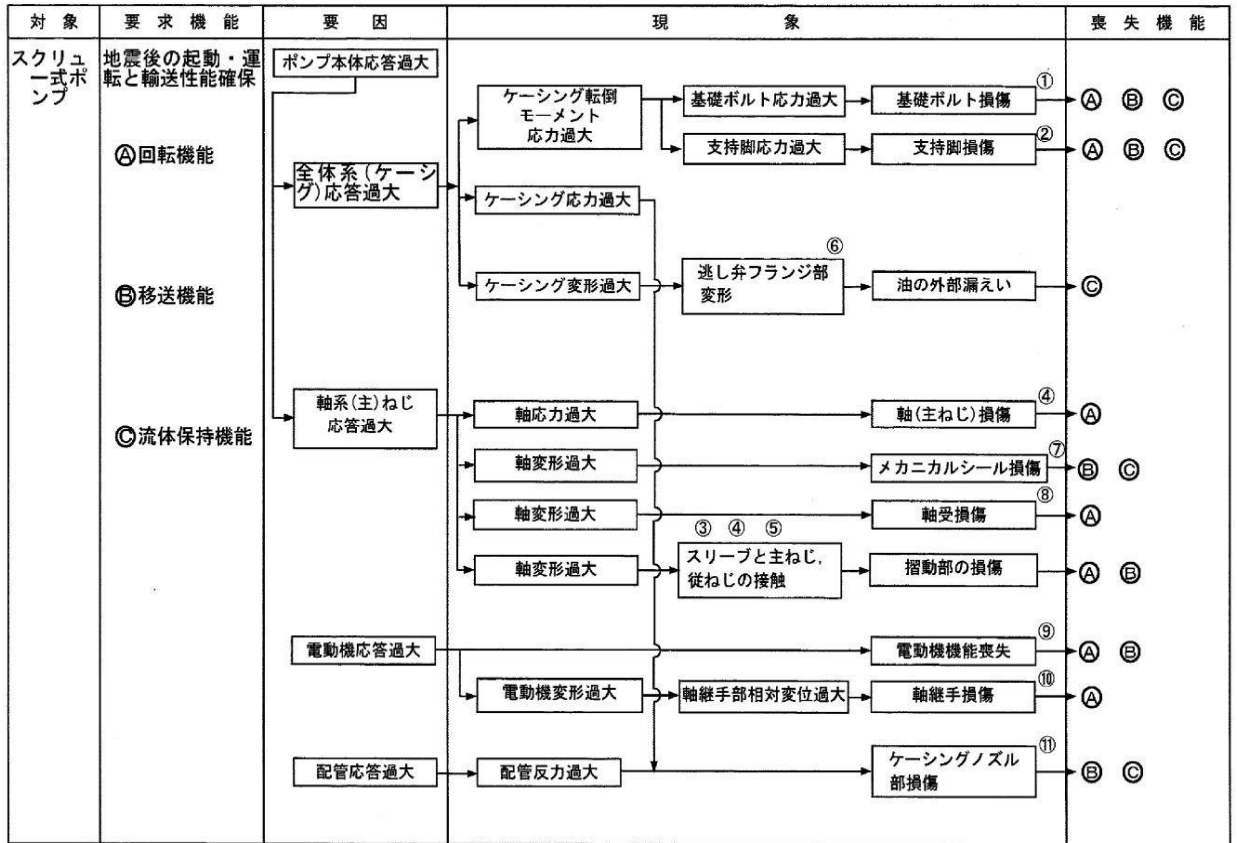 対象
要求機能
要因
現象
喪失機能
スクリュ
ー式ポ
ンプ
地震後の起動・運
転と輸送性能確保
Ⓐ回転機能
Ⓑ移送機能
Ⓒ流体保持機能
ポンプ本体応答過大
全体系(ケーシ
グ)応答過大
ケーシング転倒
モーメント
応力過大
基礎ボルト応力過大
①
基礎ボルト損傷
Ⓐ Ⓑ Ⓒ
支持脚応力過大
②
支持脚損傷
Ⓐ Ⓑ Ⓒ
ケーシング応力過大
ケーシング変形過大
⑥
逃し弁フランジ部
変形
油の外部漏えい
Ⓒ
軸系(主)ねじ
応答過大
軸応力過大
④
軸(主ねじ)損傷
Ⓐ
軸変形過大
⑦
メカニカルシール損傷
Ⓑ Ⓒ
軸変形過大
⑧
軸受損傷
Ⓐ
軸変形過大
③ ④ ⑤
スリーブと主ねじ,
従ねじの接触
摺動部の損傷
Ⓐ Ⓑ
電動機応答過大
⑨
電動機機能喪失
Ⓐ Ⓑ
電動機変形過大
軸継手部相対変位過大
⑩
軸継手損傷
Ⓐ
配管応答過大
配管反力過大
⑪
ケーシングノズル
部損傷
Ⓑ Ⓒ